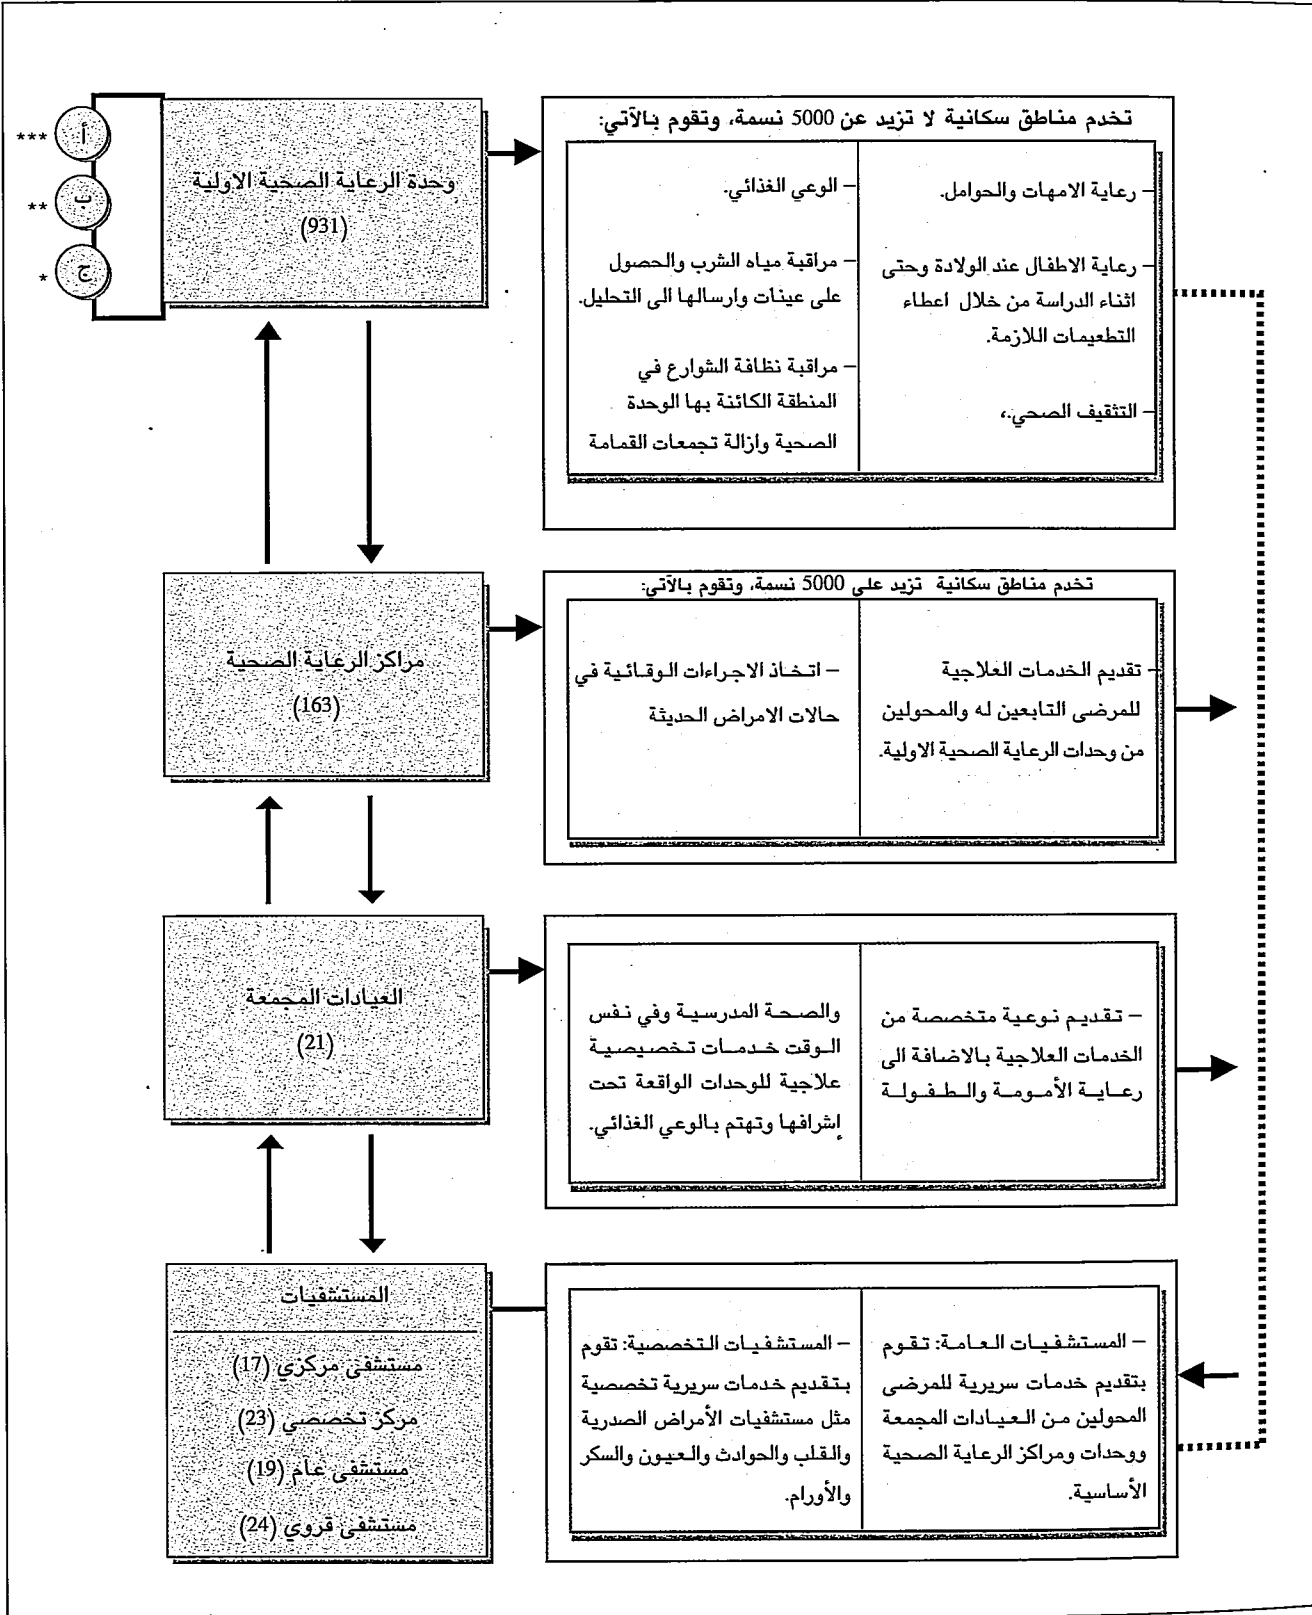 وحدة الرعاية الصحية الاولية
(931)
أ ***
ب **
ج *
تخدم مناطق سكانية لا تزيد عن 5000 نسمة، وتقوم بالآتي:
– رعاية الامهات والحوامل.
– رعاية الاطفال عند الولادة وحتى
اثناء الدراسة من خلال اعطاء
التطعيمات اللازمة.
– التثقيف الصحي.،
– الوعي الغذائي.
– مراقبة مياه الشرب والحصول
على عينات وارسالها الى التحليل.
– مراقبة نظافة الشوارع في
المنطقة الكائنة بها الوحدة
الصحية وازالة تجمعات القمامة
مراكز الرعاية الصحية
(163)
تخدم مناطق سكانية تزيد على 5000 نسمة، وتقوم بالآتي:
– تقديم الخدمات العلاجية
للمرضى التابعين له والمحولين
من وحدات الرعاية الصحية الاولية.
– اتخاذ الاجراءات الوقائية في
حالات الامراض الحديثة
العيادات المجمعة
(21)
– تقديم نوعية متخصصة من
الخدمات العلاجية بالاضافة الى
رعاية الأمومة والطفولة
والصحة المدرسية وفي نفس
الوقت خدمات تخصيصية
علاجية للوحدات الواقعة تحت
إشرافها وتهتم بالوعي الغذائي.
المستشفيات
مستشفى مركزي (17)
مركز تخصصي (23)
مستشفى عام (19)
مستشفى قروي (24)
– المستشفيات العامة: تقوم
بتقديم خدمات سريرية للمرضى
المحولين من العيادات المجمعة
ووحدات ومراكز الرعاية الصحية
الأساسية.
– المستشفيات التخصصية: تقوم
بتقديم خدمات سريرية تخصصية
مثل مستشفيات الأمراض الصدرية
والقلب والحوادث والعيون والسكر
والأورام.